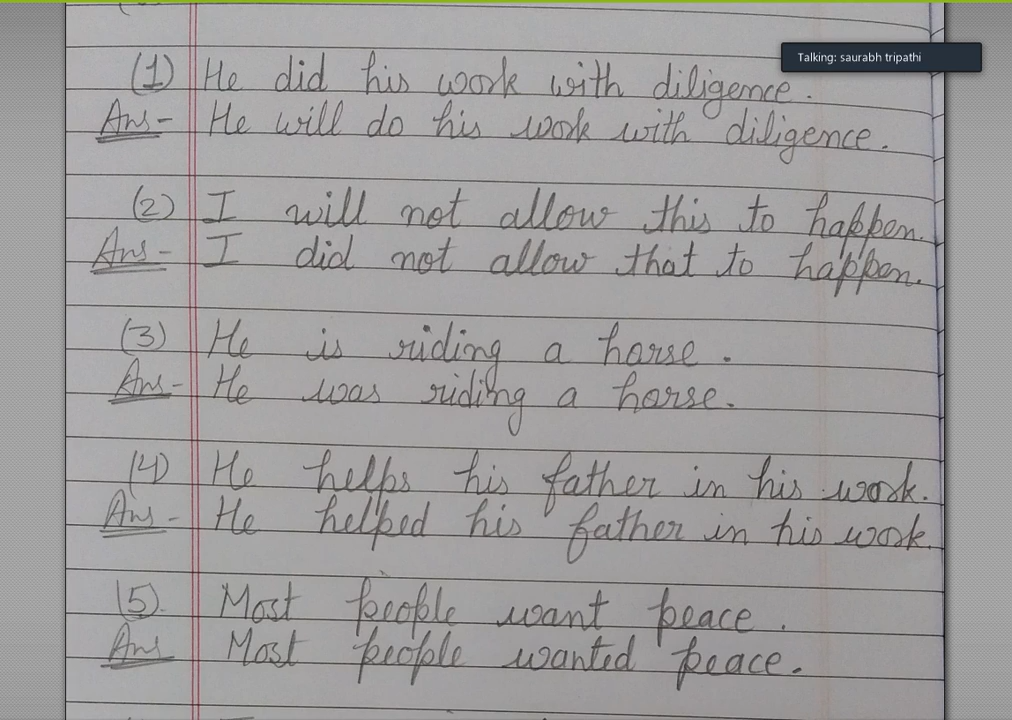 Talking: saurabh tripathi
(1) He did his work with diligence.
Ans- He will do his work with diligence.
(2) I will not allow this to happen.
Ans- I did not allow that to happen.
(3) He is riding a horse.
Ans- He was riding a horse.
(4) He helps his father in his work.
Ans- He helped his father in his work.
(5) Most people want peace.
Ans Most people wanted peace.